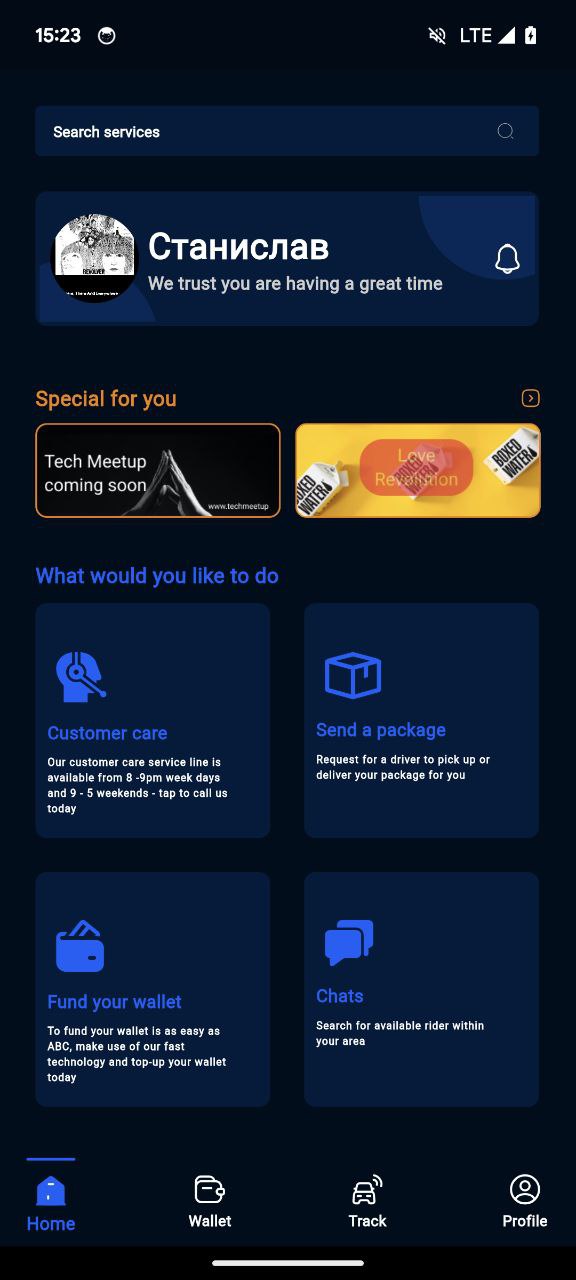 15:23
LTE
Search services
REVOLVER
Станислав
We trust you are having a great time
Special for you
Tech Meetup
coming soon
www.techmeetup
Love
Revolution
BOXED
WATER
BOXED
WATER
BOXED
WATER
What would you like to do
Customer care
Our customer care service line is
available from 8 -9pm week days
and 9 - 5 weekends - tap to call us
today
Send a package
Request for a driver to pick up or
deliver your package for you
Fund your wallet
To fund your wallet is as easy as
ABC, make use of our fast
technology and top-up your wallet
today
Chats
Search for available rider within
your area
Home
Wallet
Track
Profile